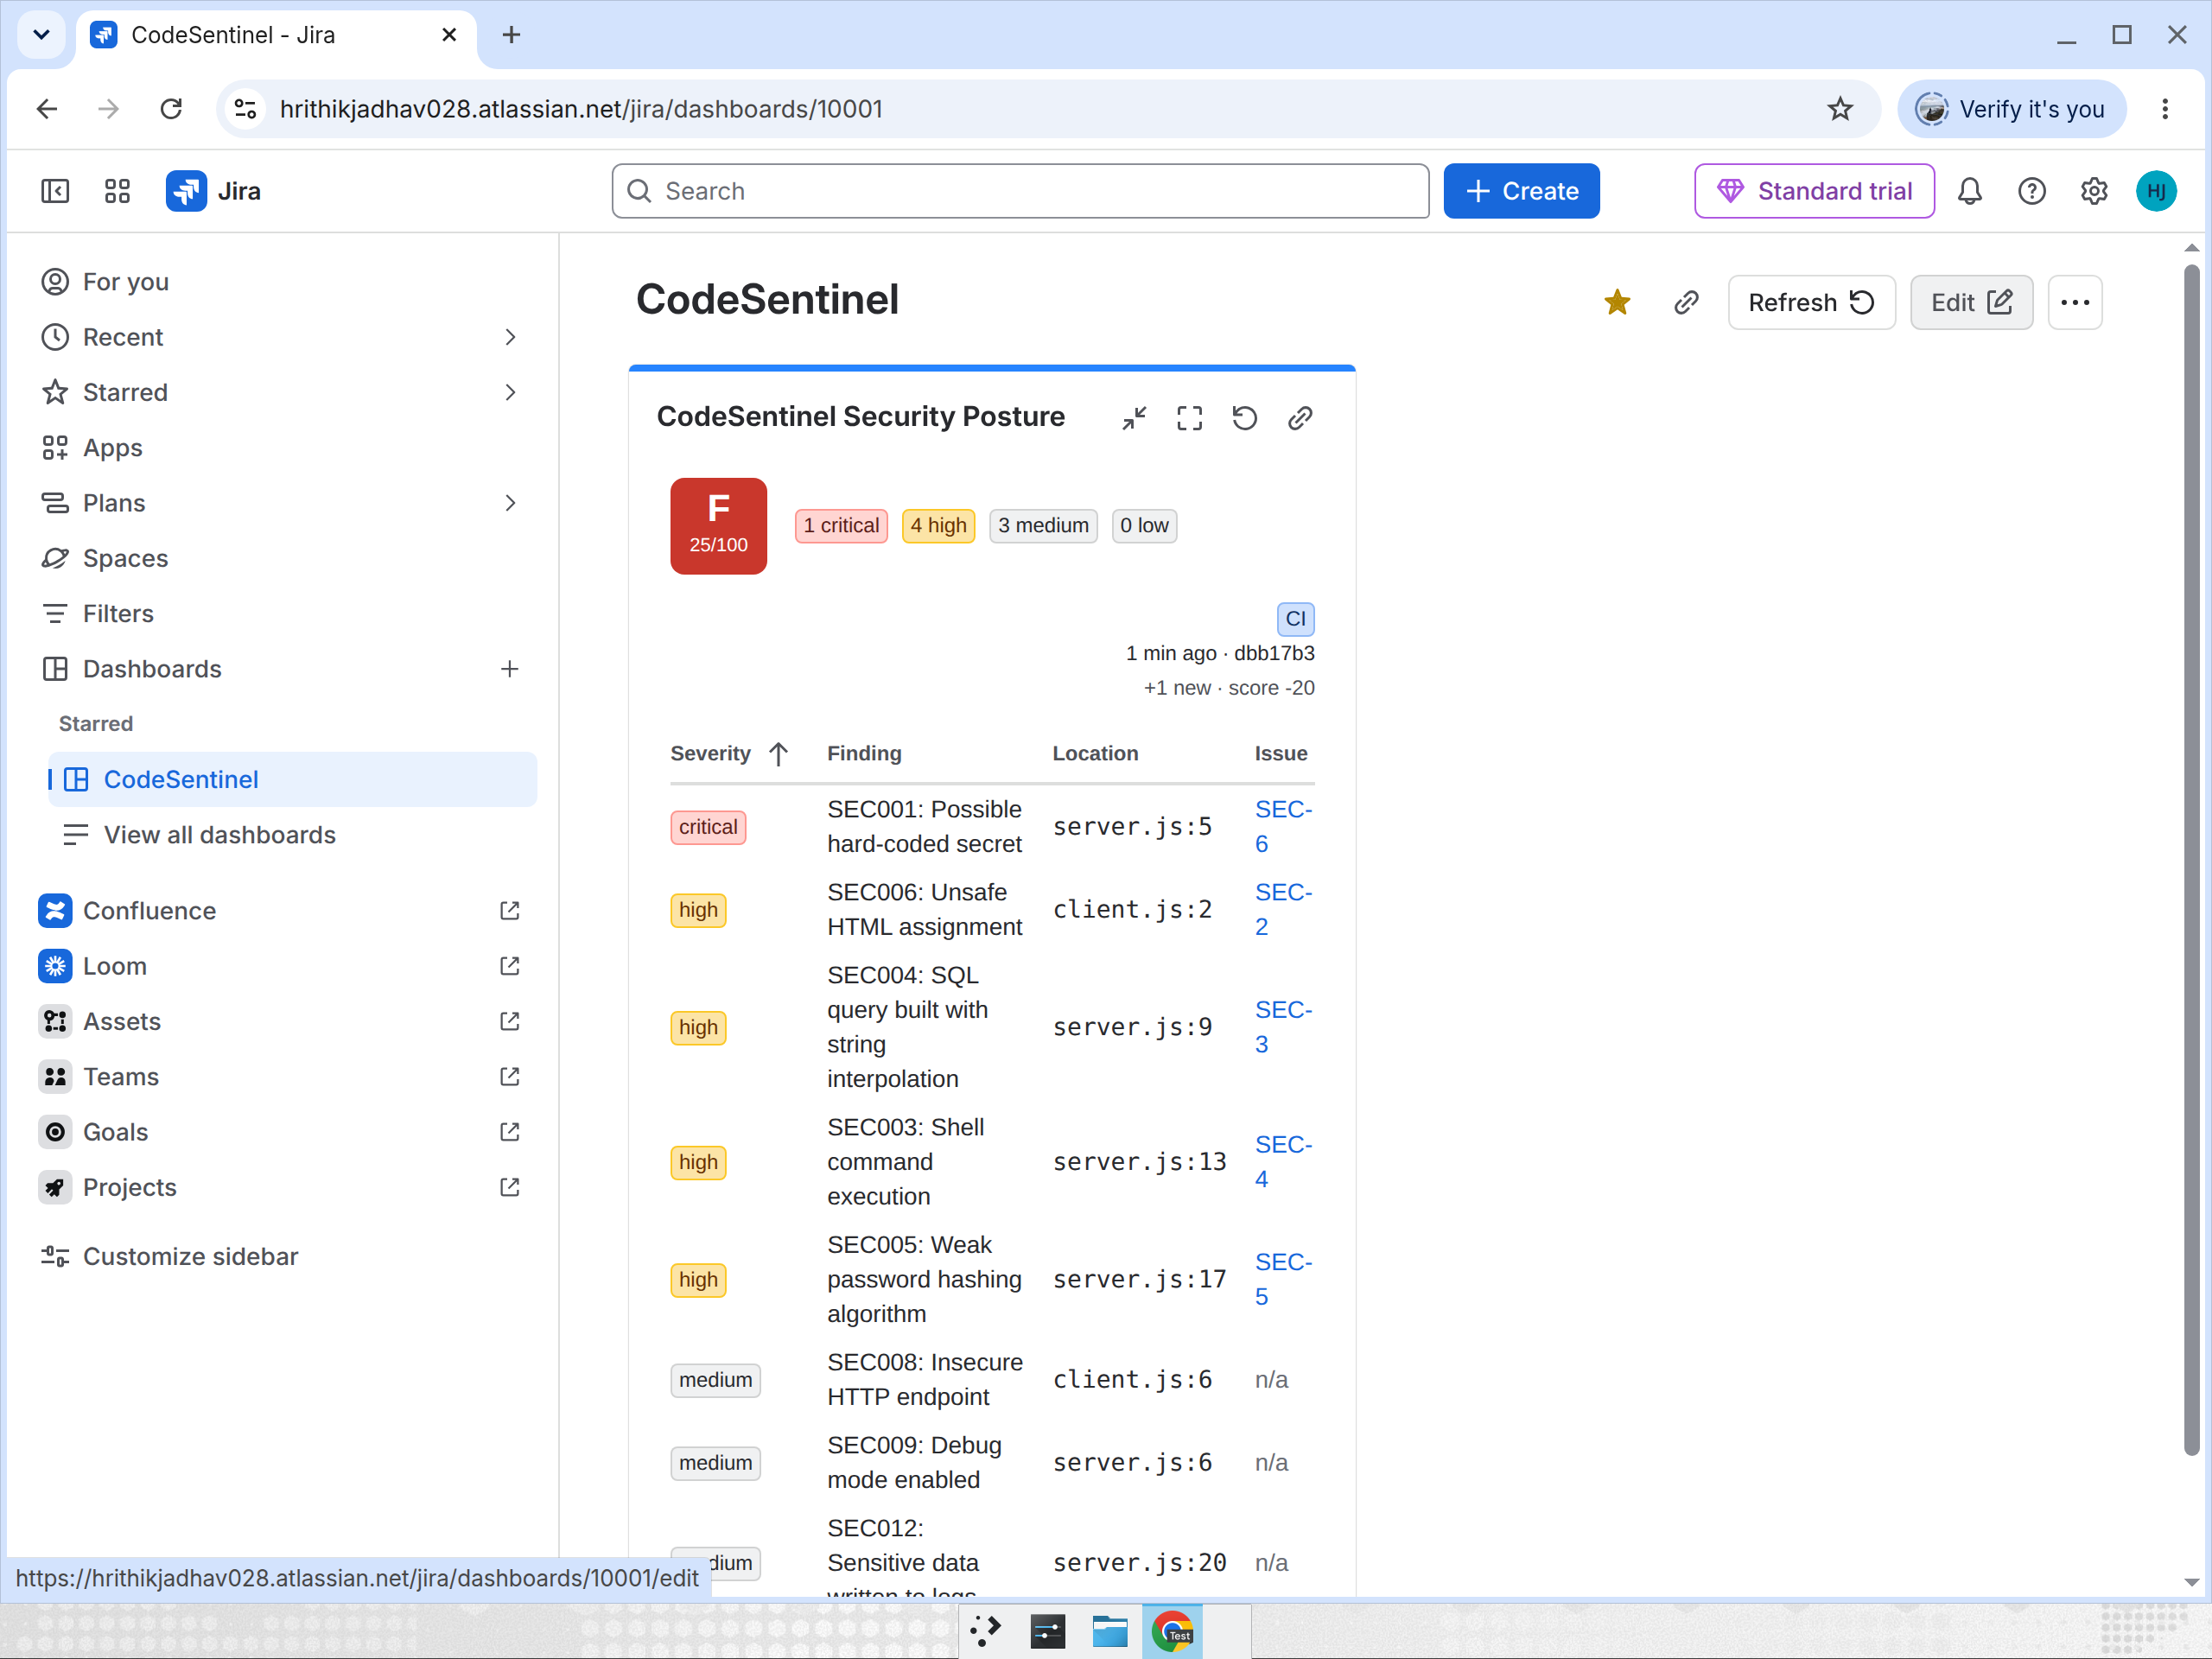 CodeSentinel - Jira
hrithikjadhav028.atlassian.net/jira/dashboards/10001
Verify it's you
Jira
Search
Create
Standard trial
HJ
For you
Recent
Starred
Apps
Plans
Spaces
Filters
Dashboards
Starred
CodeSentinel
View all dashboards
Confluence
Loom
Assets
Teams
Goals
Projects
Customize sidebar
CodeSentinel
Refresh
Edit
CodeSentinel Security Posture
F
25/100
1 critical
4 high
3 medium
0 low
CI
1 min ago · dbb17b3
+1 new · score -20
Severity Finding Location Issue
critical
SEC001: Possible
hard-coded secret
server.js:5
SEC-
6
high
SEC006: Unsafe
HTML assignment
client.js:2
SEC-
2
high
SEC004: SQL
query built with
string
interpolation
server.js:9
SEC-
3
high
SEC003: Shell
command
execution
server.js:13
SEC-
4
high
SEC005: Weak
password hashing
algorithm
server.js:17
SEC-
5
medium
SEC008: Insecure
HTTP endpoint
client.js:6
n/a
medium
SEC009: Debug
mode enabled
server.js:6
n/a
dium
SEC012:
Sensitive data
written to logs
server.js:20
n/a
https://hrithikjadhav028.atlassian.net/jira/dashboards/10001/edit
Test